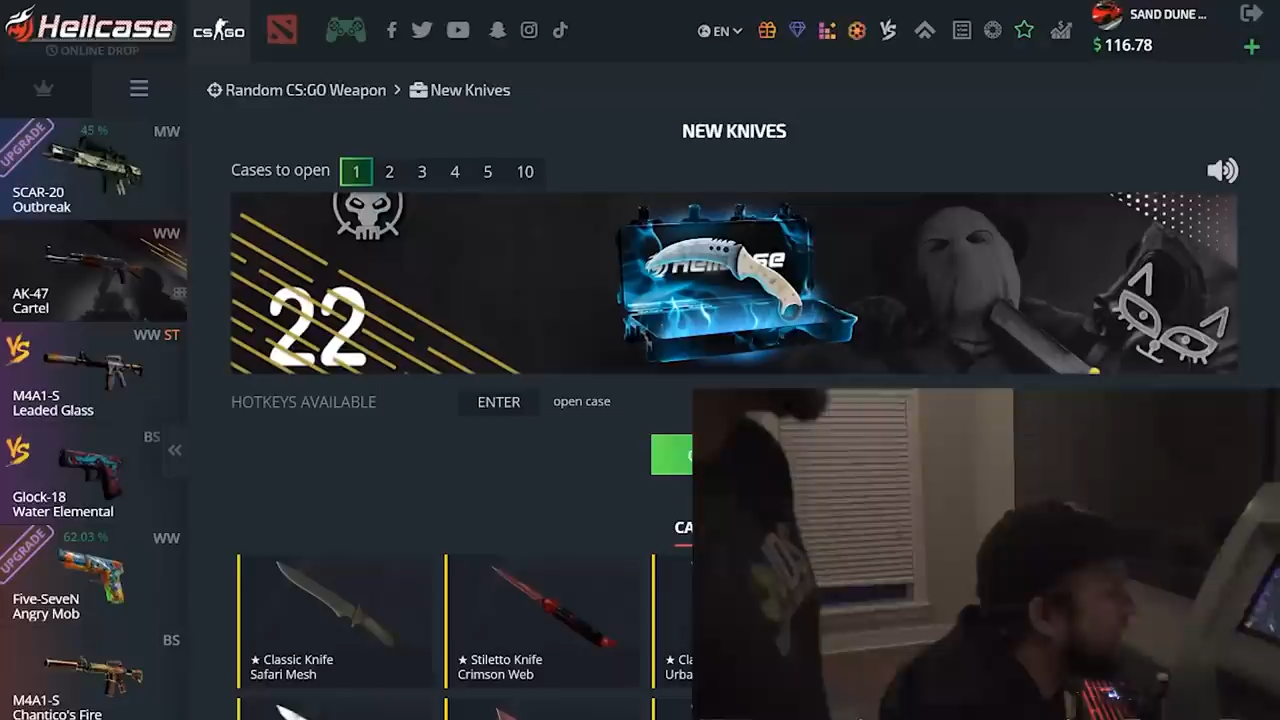 Hellcase
ONLINE DROP
CS:GO
EN
SAND DUNE ...
$ 116.78
Random CS:GO Weapon > New Knives
NEW KNIVES
Cases to open 1 2 3 4 5 10
UPGRADE
45 %
MW
SCAR-20
Outbreak
WW
AK-47
Cartel
VS
WW ST
M4A1-S
Leaded Glass
VS
BS
Glock-18
Water Elemental
UPGRADE
62.03 %
WW
Five-SeveN
Angry Mob
BS
M4A1-S
Chantico's Fire
22
HOTKEYS AVAILABLE ENTER open case
★ Classic Knife
Safari Mesh
★ Stiletto Knife
Crimson Web